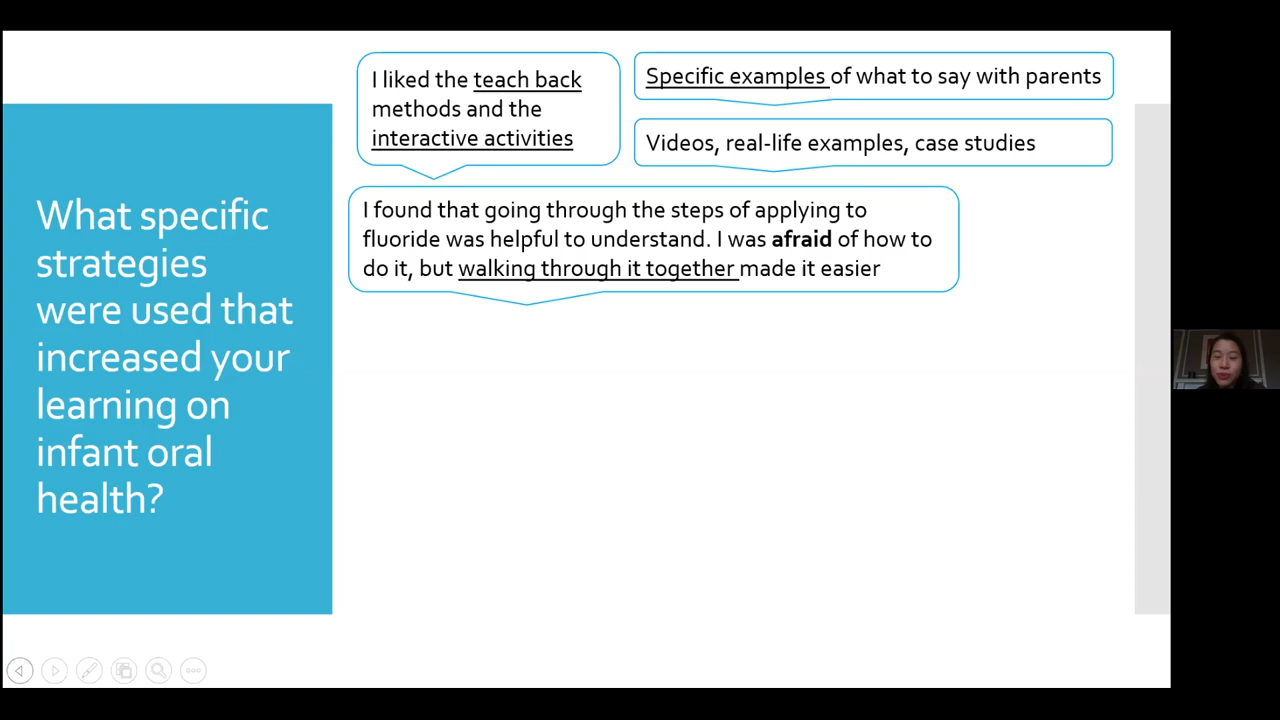 What specific
strategies
were used that
increased your
learning on
infant oral
health?
I liked the teach back
methods and the
interactive activities
Specific examples of what to say with parents
Videos, real-life examples, case studies
I found that going through the steps of applying to
fluoride was helpful to understand. I was afraid of how to
do it, but walking through it together made it easier